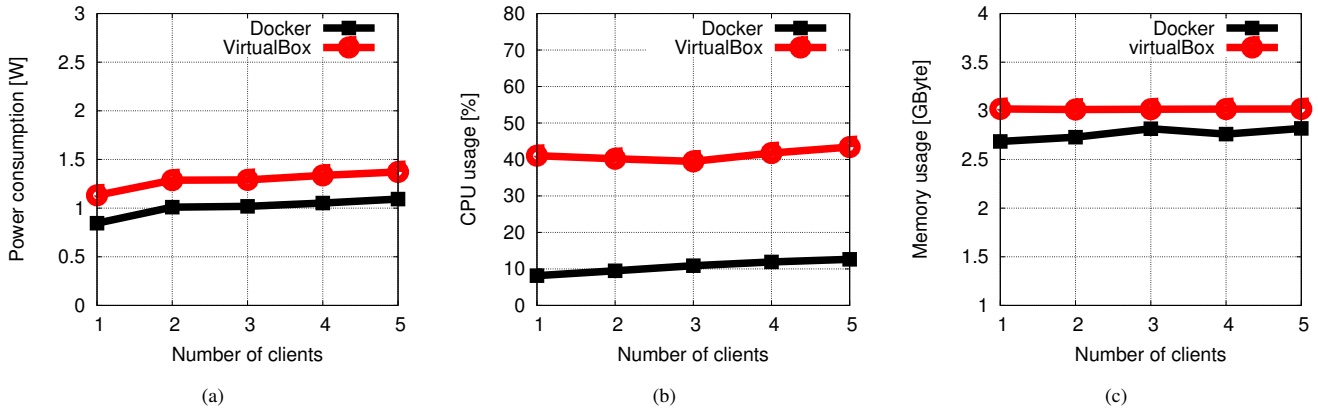 Docker
VirtualBox
Power consumption [W]
3
2.5
2
1.5
1
0.5
0
1 2 3 4 5
Number of clients
(a)
Docker
VirtualBox
CPU usage [%]
80
70
60
50
40
30
20
10
0
1 2 3 4 5
Number of clients
(b)
Docker
virtualBox
Memory usage [GByte]
4
3.5
3
2.5
2
1.5
1
1 2 3 4 5
Number of clients
(c)